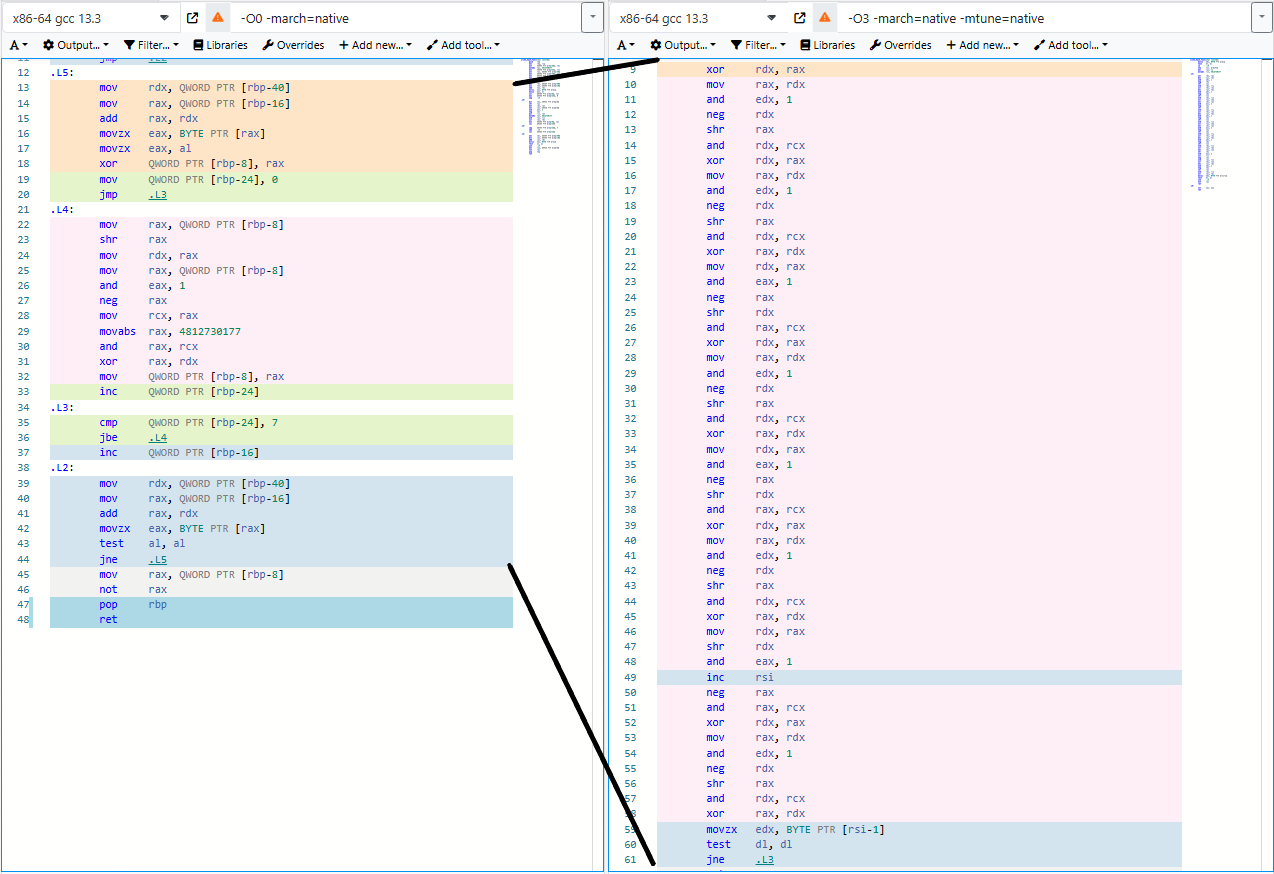 x86-64 gcc 13.3 -O0 -march=native
A Output... Filter... Libraries Overrides + Add new... Add tool...
12 .L5:
13 mov rdx, QWORD PTR [rbp-40]
14 mov rax, QWORD PTR [rbp-16]
15 add rax, rdx
16 movzx eax, BYTE PTR [rax]
17 movzx eax, al
18 xor QWORD PTR [rbp-8], rax
19 mov QWORD PTR [rbp-24], 0
20 jmp .L3
21 .L4:
22 mov rax, QWORD PTR [rbp-8]
23 shr rax
24 mov rdx, rax
25 mov rax, QWORD PTR [rbp-8]
26 and eax, 1
27 neg rax
28 mov rcx, rax
29 movabs rax, 4812730177
30 and rax, rcx
31 xor rax, rdx
32 mov QWORD PTR [rbp-8], rax
33 inc QWORD PTR [rbp-24]
34 .L3:
35 cmp QWORD PTR [rbp-24], 7
36 jbe .L4
37 inc QWORD PTR [rbp-16]
38 .L2:
39 mov rdx, QWORD PTR [rbp-40]
40 mov rax, QWORD PTR [rbp-16]
41 add rax, rdx
42 movzx eax, BYTE PTR [rax]
43 test al, al
44 jne .L5
45 mov rax, QWORD PTR [rbp-8]
46 not rax
47 pop rbp
48 ret
x86-64 gcc 13.3 -O3 -march=native -mtune=native
A Output... Filter... Libraries Overrides + Add new... Add tool...
9 xor rdx, rax
10 mov rax, rdx
11 and edx, 1
12 neg rdx
13 shr rax
14 and rdx, rcx
15 xor rdx, rax
16 mov rax, rdx
17 and edx, 1
18 neg rdx
19 shr rax
20 and rdx, rcx
21 xor rax, rdx
22 mov rdx, rax
23 and eax, 1
24 neg rax
25 shr rdx
26 and rax, rcx
27 xor rdx, rax
28 mov rax, rdx
29 and edx, 1
30 neg rdx
31 shr rax
32 and rdx, rcx
33 xor rax, rdx
34 mov rdx, rax
35 and eax, 1
36 neg rax
37 shr rdx
38 and rax, rcx
39 xor rdx, rax
40 mov rax, rdx
41 and edx, 1
42 neg rdx
43 shr rax
44 and rdx, rcx
45 xor rax, rdx
46 mov rdx, rax
47 shr rdx
48 and eax, 1
49 inc rsi
50 neg rax
51 and rax, rcx
52 xor rdx, rax
53 mov rax, rdx
54 and edx, 1
55 neg rdx
56 shr rax
57 and rdx, rcx
58 xor rax, rdx
59 movzx edx, BYTE PTR [rsi-1]
60 test dl, dl
61 jne .L3